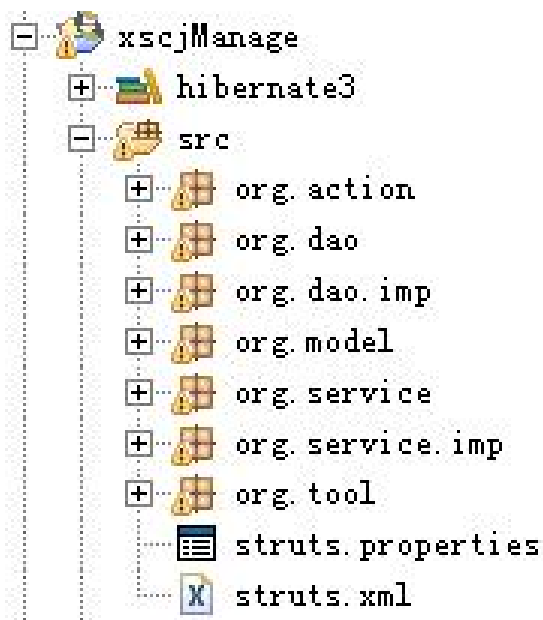 xscjManage
hibernate3
src
org.action
org.dao
org.dao.imp
org.model
org.service
org.service.imp
org.tool
struts.properties
struts.xml